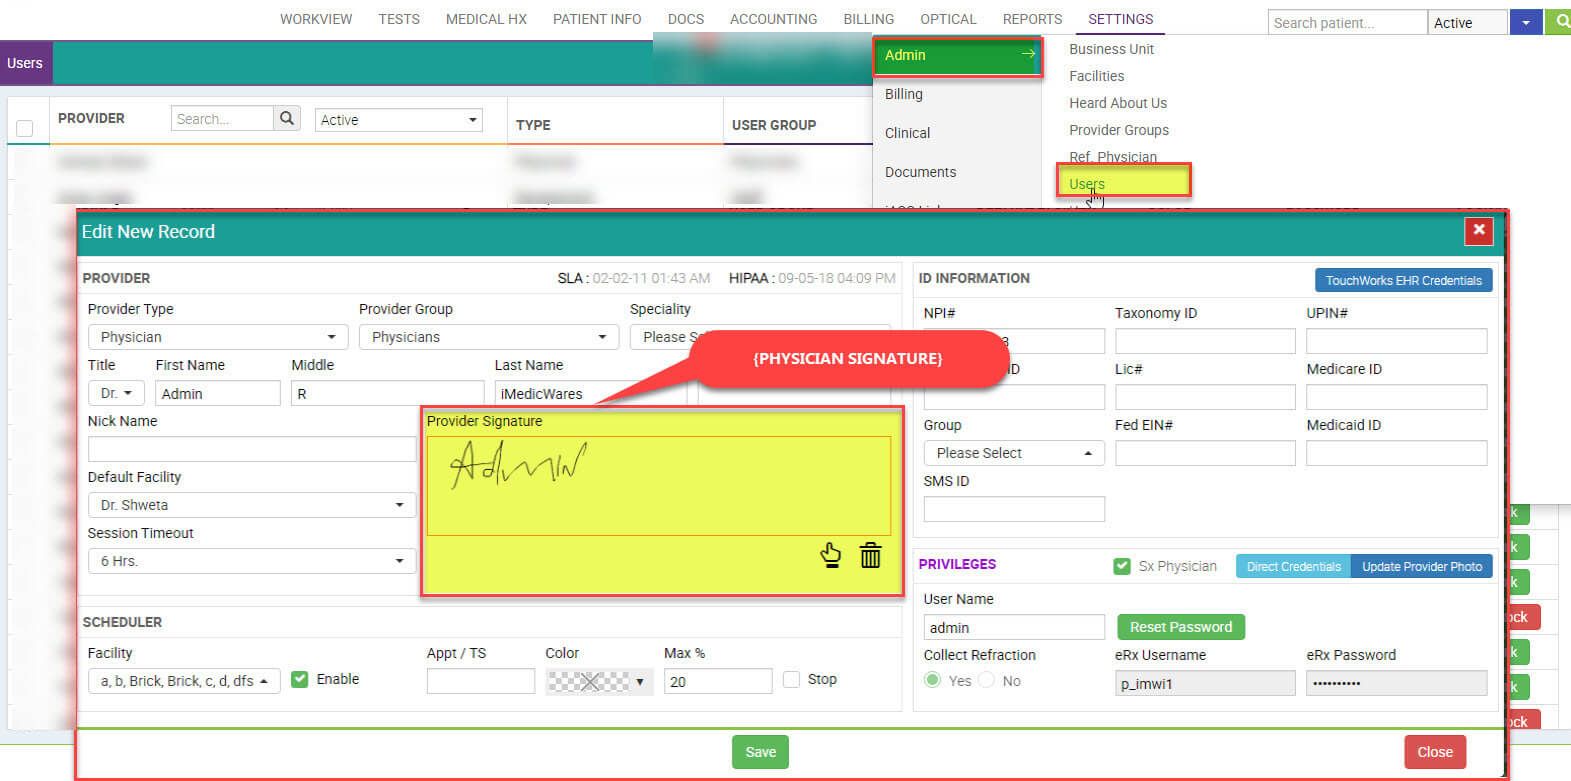 WORKVIEW TESTS MEDICAL HX PATIENT INFO DOCS ACCOUNTING BILLING OPTICAL REPORTS SETTINGS Search patient... Active
Users
Admin
Billing
Clinical
Documents
Business Unit
Facilities
Heard About Us
Provider Groups
Ref. Physician
Users
PROVIDER Search... Active TYPE USER GROUP
Edit New Record
PROVIDER SLA : 02-02-11 01:43 AM HIPAA : 09-05-18 04:09 PM
Provider Type Provider Group Speciality
Physician Physicians Please
{PHYSICIAN SIGNATURE}
Title First Name Middle Last Name
Dr. Admin R iMedicWares
Nick Name
Provider Signature
Admin
Default Facility
Dr. Shweta
Session Timeout
6 Hrs.
SCHEDULER
Facility Appt / TS Color Max %
a, b, Brick, Brick, c, d, dfs Enable 20 Stop
ID INFORMATION TouchWorks EHR Credentials
NPI# Taxonomy ID UPIN#
3
ID Lic# Medicare ID
Group Fed EIN# Medicaid ID
Please Select
SMS ID
PRIVILEGES Sx Physician Direct Credentials Update Provider Photo
User Name
admin Reset Password
Collect Refraction eRx Username eRx Password
Yes No p_imwi1 ••••••••••
Save Close